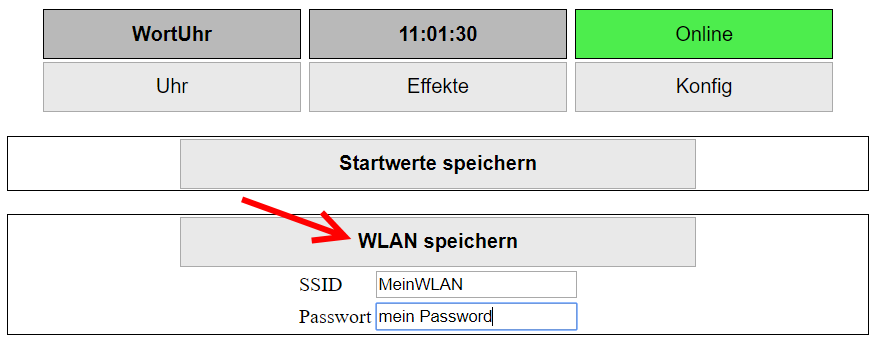 WortUhr 11:01:30 Online
Uhr Effekte Konfig
Startwerte speichern
WLAN speichern
SSID MeinWLAN
Passwort mein Password